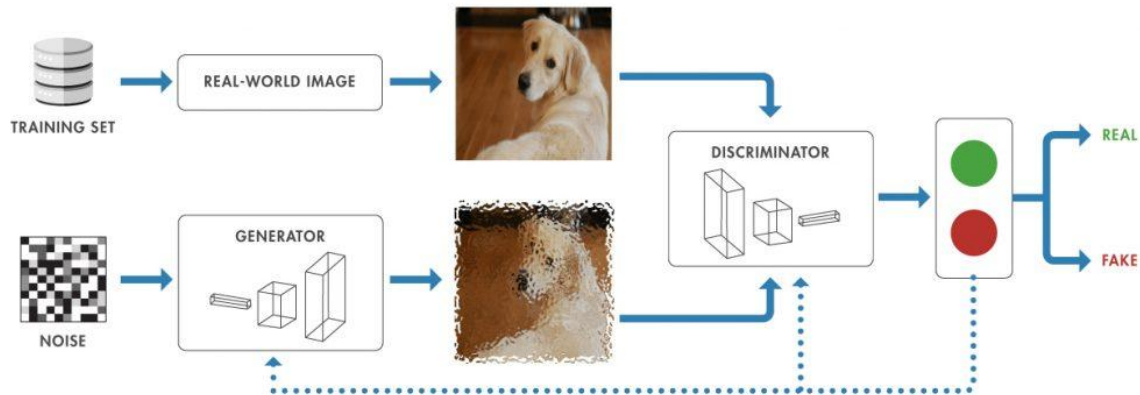 TRAINING SET
REAL-WORLD IMAGE
NOISE
GENERATOR
DISCRIMINATOR
REAL
FAKE